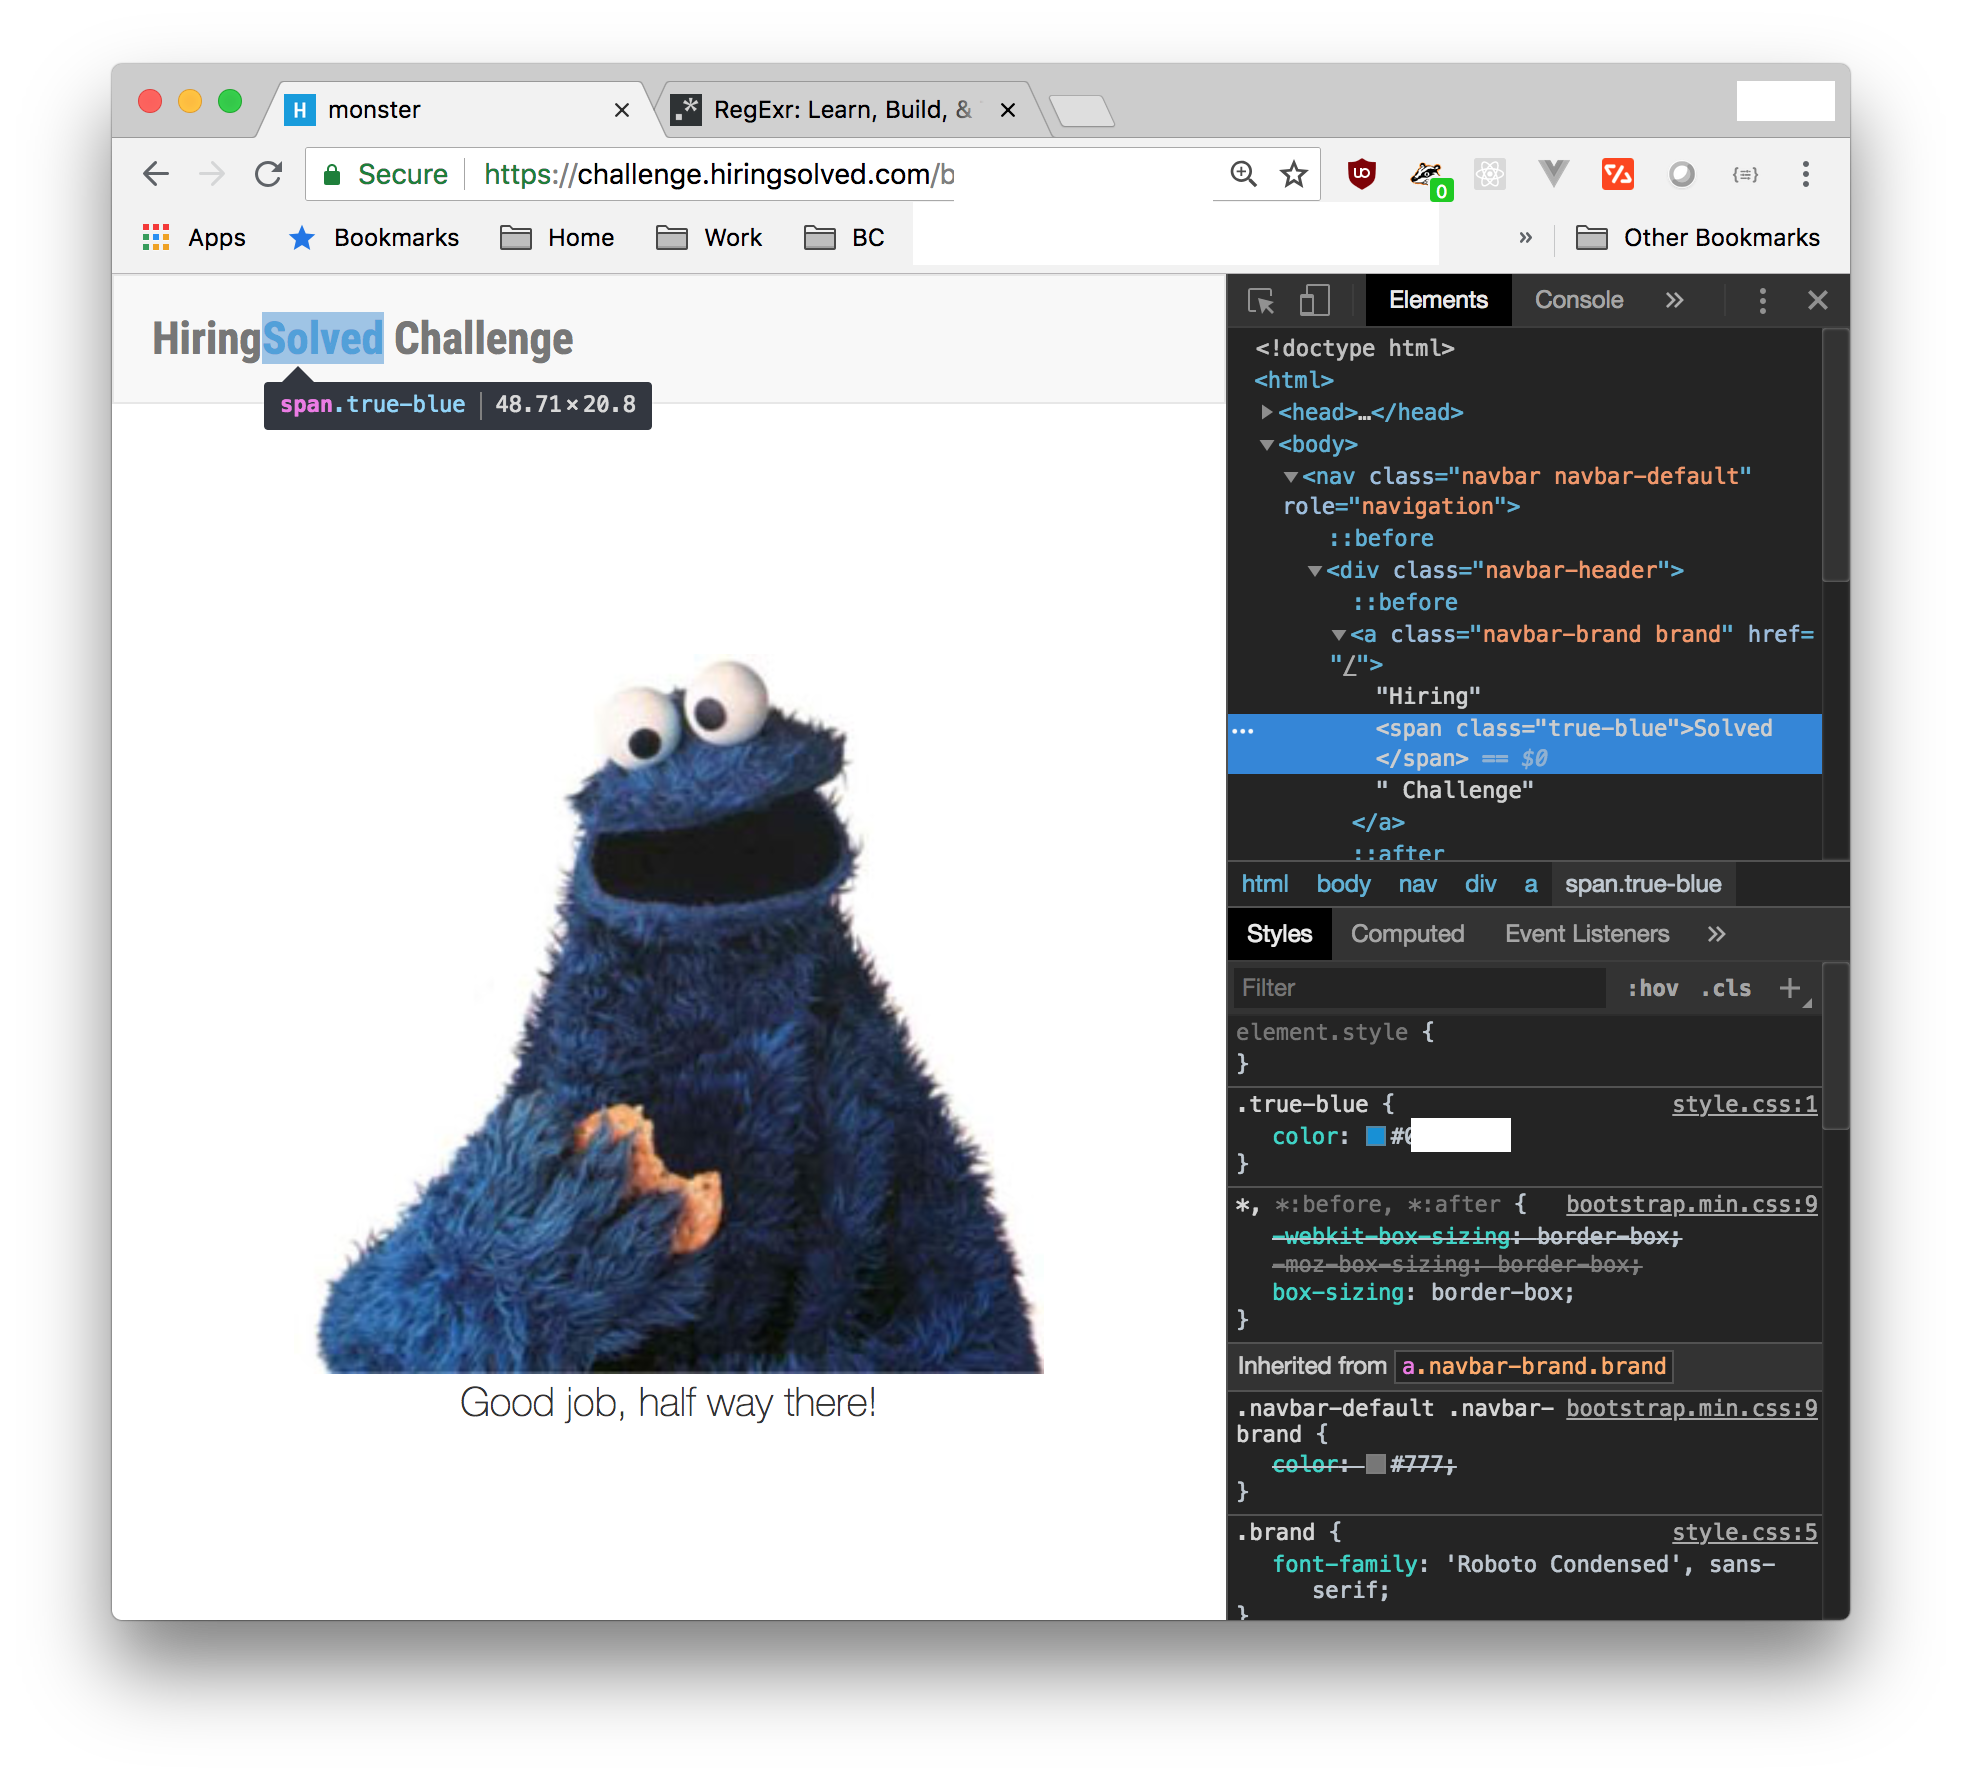 monster
RegExr: Learn, Build, &
Secure https://challenge.hiringsolved.com/b
Apps Bookmarks Home Work BC » Other Bookmarks
HiringSolved Challenge
span.true-blue 48.71×20.8
Good job, half way there!
Elements Console »
<!doctype html>
<html>
<head>…</head>
<body>
<nav class="navbar navbar-default"
role="navigation">
::before
<div class="navbar-header">
::before
<a class="navbar-brand brand" href=
"/">
"Hiring"
<span class="true-blue">Solved
</span> == $0
" Challenge"
</a>
::after
html body nav div a span.true-blue
Styles Computed Event Listeners »
Filter :hov .cls +
element.style {
}
.true-blue { style.css:1
color: #
}
*, *:before, *:after { bootstrap.min.css:9
-webkit-box-sizing: border-box;
-moz-box-sizing: border-box;
box-sizing: border-box;
}
Inherited from a.navbar-brand.brand
.navbar-default .navbar- bootstrap.min.css:9
brand {
color: #777;
}
.brand { style.css:5
font-family: 'Roboto Condensed', sans-
serif;
}